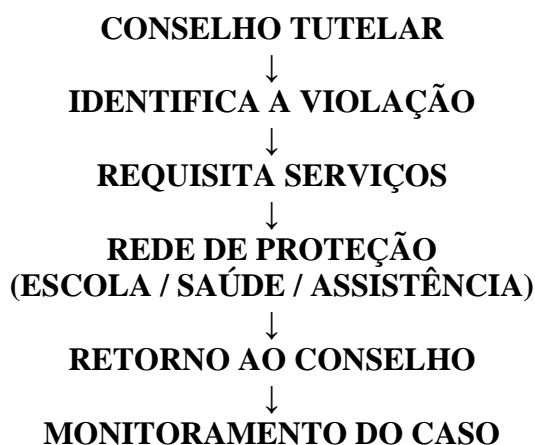 CONSELHO TUTELAR
↓
IDENTIFICA A VIOLAÇÃO
↓
REQUISITA SERVIÇOS
↓
REDE DE PROTEÇÃO
(ESCOLA / SAÚDE / ASSISTÊNCIA)
↓
RETORNO AO CONSELHO
↓
MONITORAMENTO DO CASO